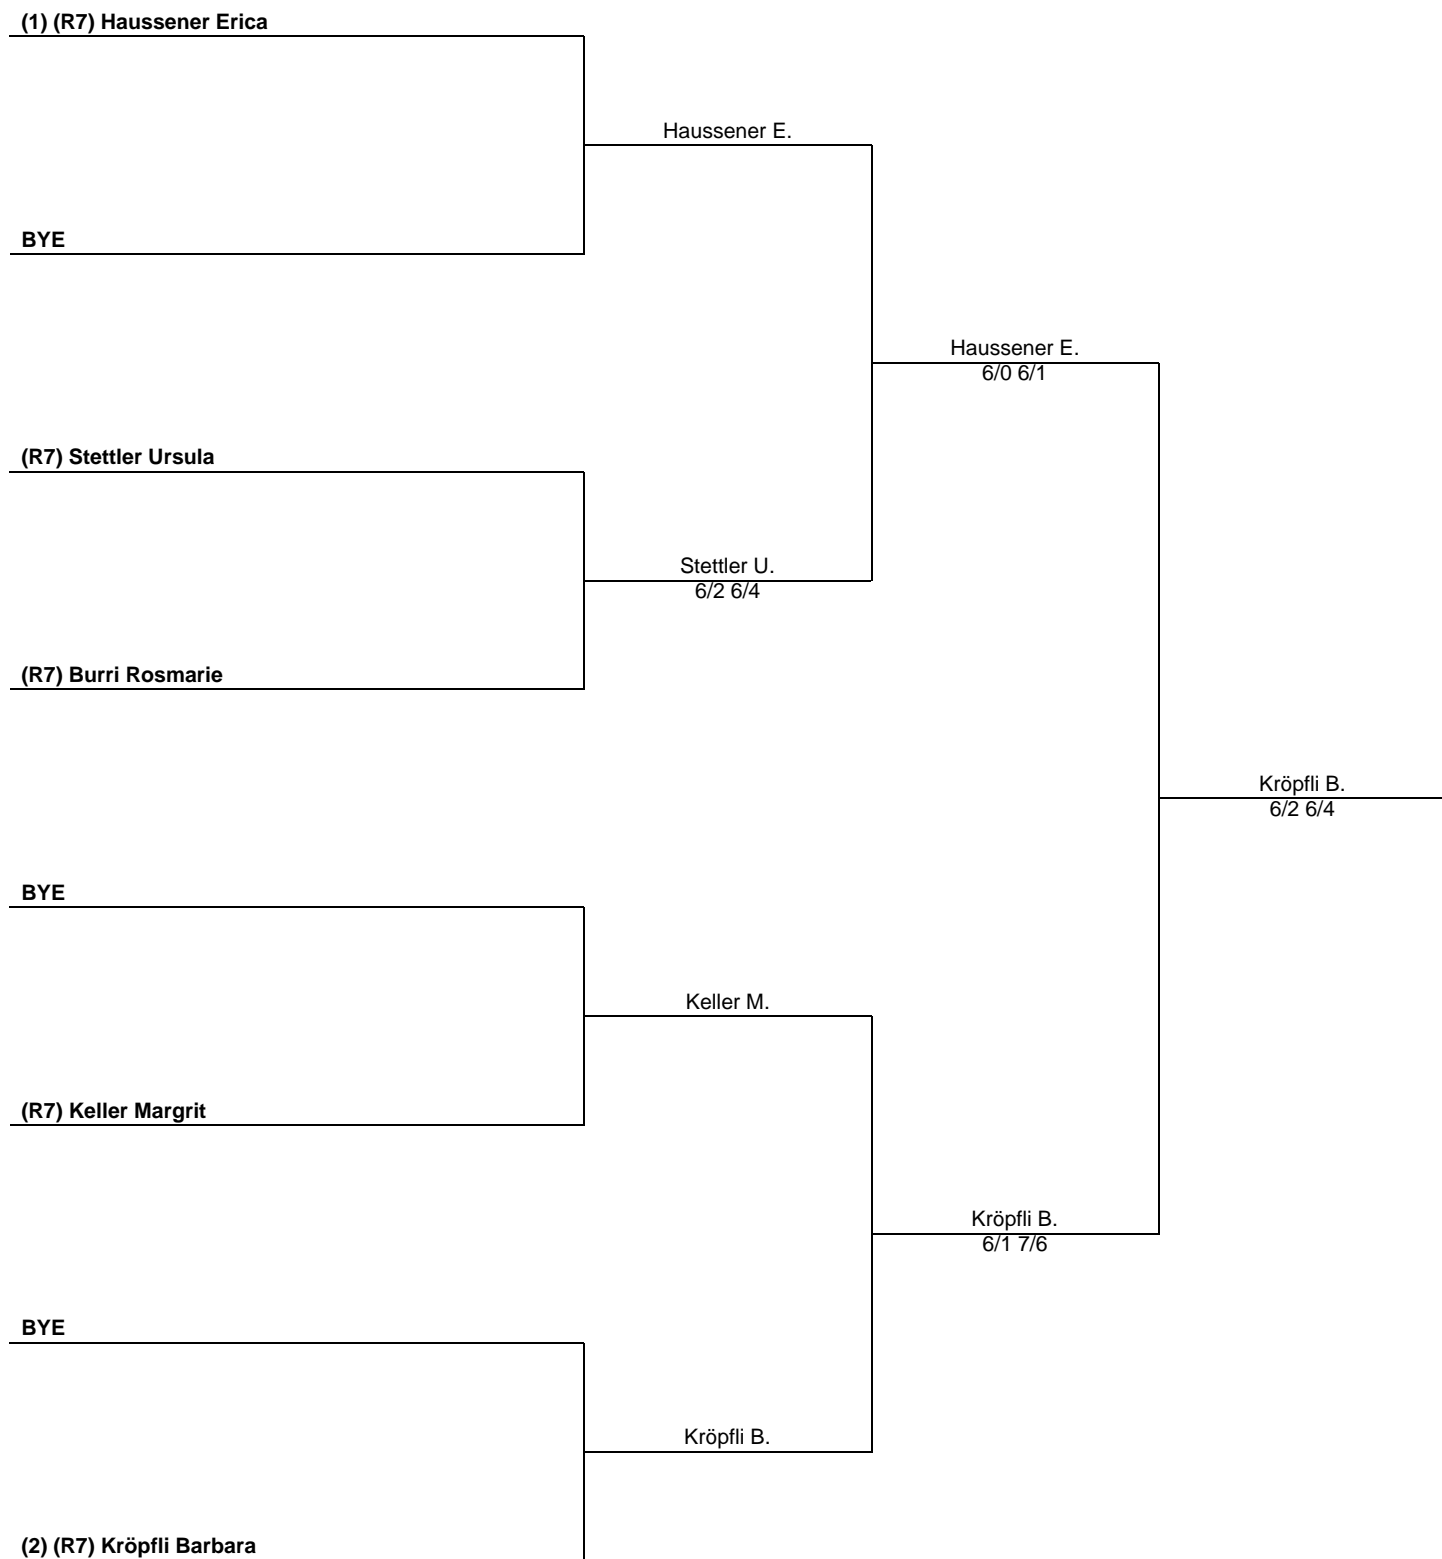 (1) (R7) Haussener Erica
Haussener E.
BYE
Haussener E.
6/0 6/1
(R7) Stettler Ursula
Stettler U.
6/2 6/4
(R7) Burri Rosmarie
Kröpfli B.
6/2 6/4
BYE
Keller M.
(R7) Keller Margrit
Kröpfli B.
6/1 7/6
BYE
Kröpfli B.
(2) (R7) Kröpfli Barbara